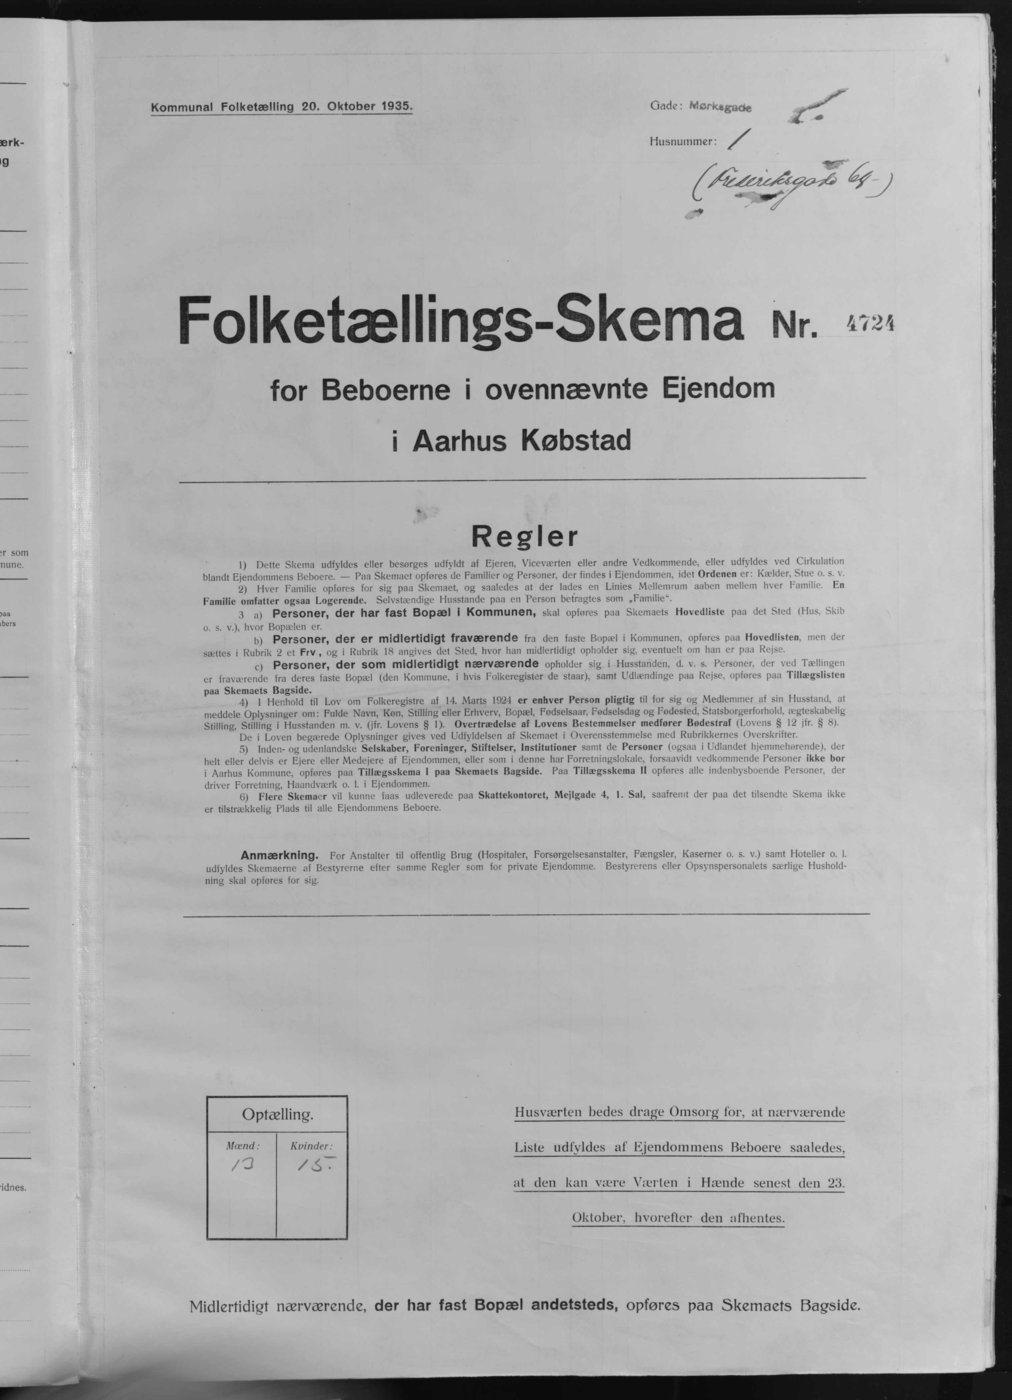 Kommunal Folketælling 20. Oktober 1935.
Gade: Mørksgade
Husnummer: 1
(Frederiksgade 69-)
Folketællings-Skema Nr. 4724
for Beboerne i ovennævnte Ejendom
i Aarhus Købstad
Regler
1) Dette Skema udfyldes eller besørges udfyldt af Ejeren, Viceværten eller andre Vedkommende, eller udfyldes ved Cirkulation
blandt Ejendommens Beboere. — Paa Skemaet opføres de Familier og Personer, der findes i Ejendommen, idet Ordenen er: Kælder, Stue o. s. v.
2) Hver Familie opføres for sig paa Skemaet, og saaledes at der lades en Linies Mellemrum aaben mellem hver Familie. En
Familie omfatter ogsaa Logerende. Selvstændige Husstande paa en Person betragtes som „Familie".
3 a) Personer, der har fast Bopæl i Kommunen, skal opføres paa Skemaets Hovedliste paa det Sted (Hus, Skib
o. s. v.), hvor Bopælen er.
b) Personer, der er midlertidigt fraværende fra den faste Bopæl i Kommunen, opføres paa Hovedlisten, men der
sættes i Rubrik 2 et Frv., og i Rubrik 18 angives det Sted, hvor han midlertidigt opholder sig, eventuelt om han er paa Rejse.
c) Personer, der som midlertidigt nærværende opholder sig i Husstanden, d. v. s. Personer, der ved Tællingen
er fraværende fra deres faste Bopæl (den Kommune, i hvis Folkeregister de staar), samt Udlændinge paa Rejse, opføres paa Tillægslisten
paa Skemaets Bagside.
4) I Henhold til Lov om Folkeregistre af 14. Marts 1924 er enhver Person pligtig til for sig og Medlemmer af sin Husstand, at
meddele Oplysninger om: Fulde Navn, Køn, Stilling eller Erhverv, Bopæl, Fødselsaar, Fødselsdag og Fødested, Statsborgerforhold, ægteskabelig
Stilling, Stilling i Husstanden m. v. (jfr. Lovens § 1). Overtrædelse af Lovens Bestemmelser medfører Bødestraf (Lovens § 12 jfr. § 8).
De i Loven begærede Oplysninger gives ved Udfyldelsen af Skemaet i Overensstemmelse med Rubrikkernes Overskrifter.
5) Inden- og udenlandske Selskaber, Foreninger, Stiftelser, Institutioner samt de Personer (ogsaa i Udlandet hjemmehørende), der
helt eller delvis er Ejere eller Medejere af Ejendommen, eller som i denne har Forretningslokale, forsaavidt vedkommende Personer ikke bor
i Aarhus Kommune, opføres paa Tillægsskema I paa Skemaets Bagside. Paa Tillægsskema II opføres alle indenbysboende Personer, der
driver Forretning, Haandværk o. l. i Ejendommen.
6) Flere Skemaer vil kunne faas udleverede paa Skattekontoret, Mejlgade 4, 1. Sal, saafremt der paa det tilsendte Skema ikke
er tilstrækkelig Plads til alle Ejendommens Beboere.
Anmærkning. For Anstalter til offentlig Brug (Hospitaler, Forsørgelsesanstalter, Fængsler, Kaserner o. s. v.) samt Hoteller o. l.
udfyldes Skemaerne af Bestyrerne efter samme Regler som for private Ejendomme. Bestyrerens eller Opsynspersonalets særlige Hushold-
ning skal opføres for sig.
Optælling.
Mænd: Kvinder:
13 15
Husværten bedes drage Omsorg for, at nærværende
Liste udfyldes af Ejendommens Beboere saaledes,
at den kan være Værten i Hænde senest den 23.
Oktober, hvorefter den afhentes.
Midlertidigt nærværende, der har fast Bopæl andetsteds, opføres paa Skemaets Bagside.